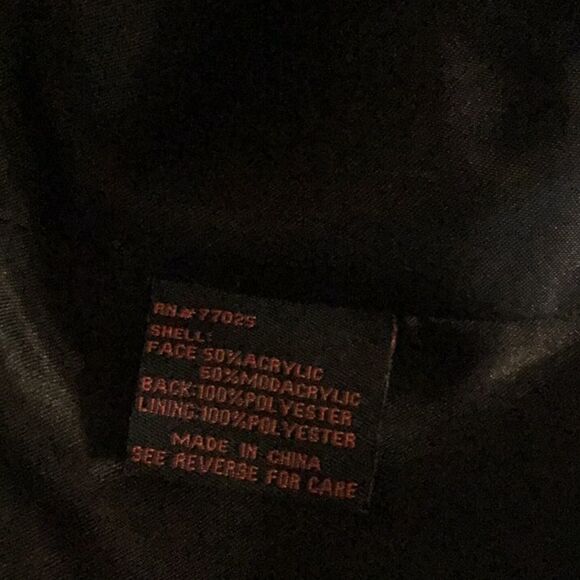 RN# 77025
SHELL:
FACE 50% ACRYLIC
50% MODACRYLIC
BACK:100% POLYESTER
LINING:100% POLYESTER
MADE IN CHINA
SEE REVERSE FOR CARE